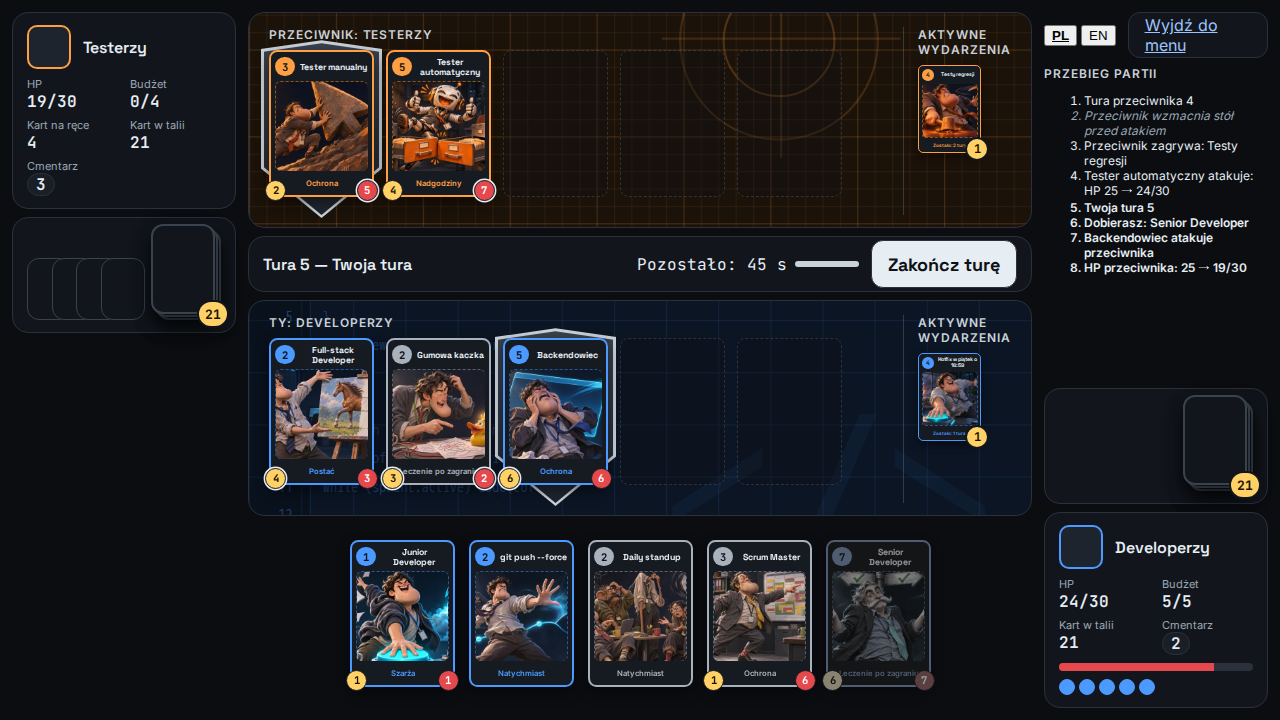 Testerzy
HP
19/30
Budżet
0/4
Kart na ręce
4
Kart w talii
21
Cmentarz
3
21
PRZECIWNIK: TESTERZY
3
Tester manualny
Ochrona
2
5
5
Tester
automatyczny
Nadgodziny
4
7
AKTYWNE
WYDARZENIA
4
Testy regresji
1
Tura 5 — Twoja tura
Pozostało: 45 s
Zakończ turę
TY: DEVELOPERZY
2
Full-stack
Developer
Postać
4
3
2
Gumowa kaczka
3
2
5
Backendowiec
Ochrona
6
6
AKTYWNE
WYDARZENIA
4
Hotfix w piątek o
16:59
1
1
Junior
Developer
Szarża
1
1
2
git push --force
Natychmiast
2
Daily standup
Natychmiast
3
Scrum Master
Ochrona
1
6
7
Senior
Developer
6
7
PL
EN
Wyjdź do
menu
PRZEBIEG PARTII
1. Tura przeciwnika 4
2. Przeciwnik wzmacnia stół
przed atakiem
3. Przeciwnik zagrywa: Testy
regresji
4. Tester automatyczny atakuje:
HP 25 → 24/30
5. Twoja tura 5
6. Dobierasz: Senior Developer
7. Backendowiec atakuje
przeciwnika
8. HP przeciwnika: 25 → 19/30
21
Developerzy
HP
24/30
Budżet
5/5
Kart w talii
21
Cmentarz
2